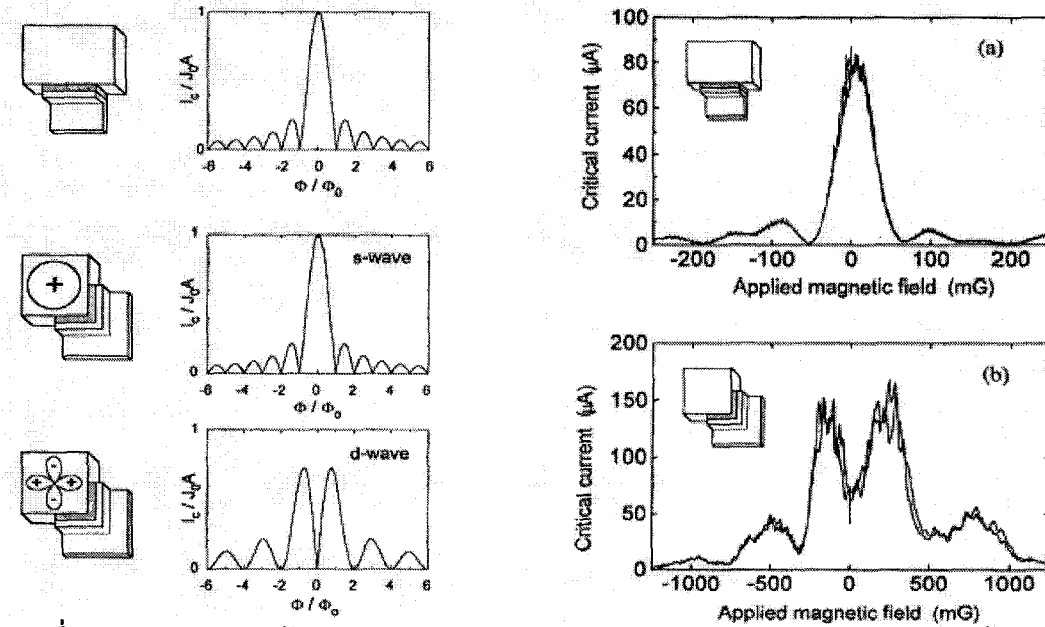 1
I_c / J_0A
0
-6 -4 -2 0 2 4 6
Φ / Φ_0
+
1
I_c / J_0A
0
s-wave
-6 -4 -2 0 2 4 6
Φ / Φ_0
+ + - -
1
I_c / J_0A
0
d-wave
-6 -4 -2 0 2 4 6
Φ / Φ_0
100
80
60
40
20
0
Critical current (μA)
(a)
-200 -100 0 100 200
Applied magnetic field (mG)
200
150
100
50
0
Critical current (μA)
(b)
-1000 -500 0 500 1000
Applied magnetic field (mG)